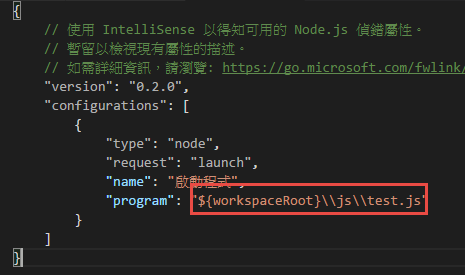 {
// 使用 IntelliSense 以得知可用的 Node.js 偵錯屬性。
// 暫留以檢視現有屬性的描述。
// 如需詳細資訊，請瀏覽: https://go.microsoft.com/fwlink/
"version": "0.2.0",
"configurations": [
{
"type": "node",
"request": "launch",
"name": "啟動程式",
"program": "${workspaceRoot}\\js\\test.js"
}
]
}